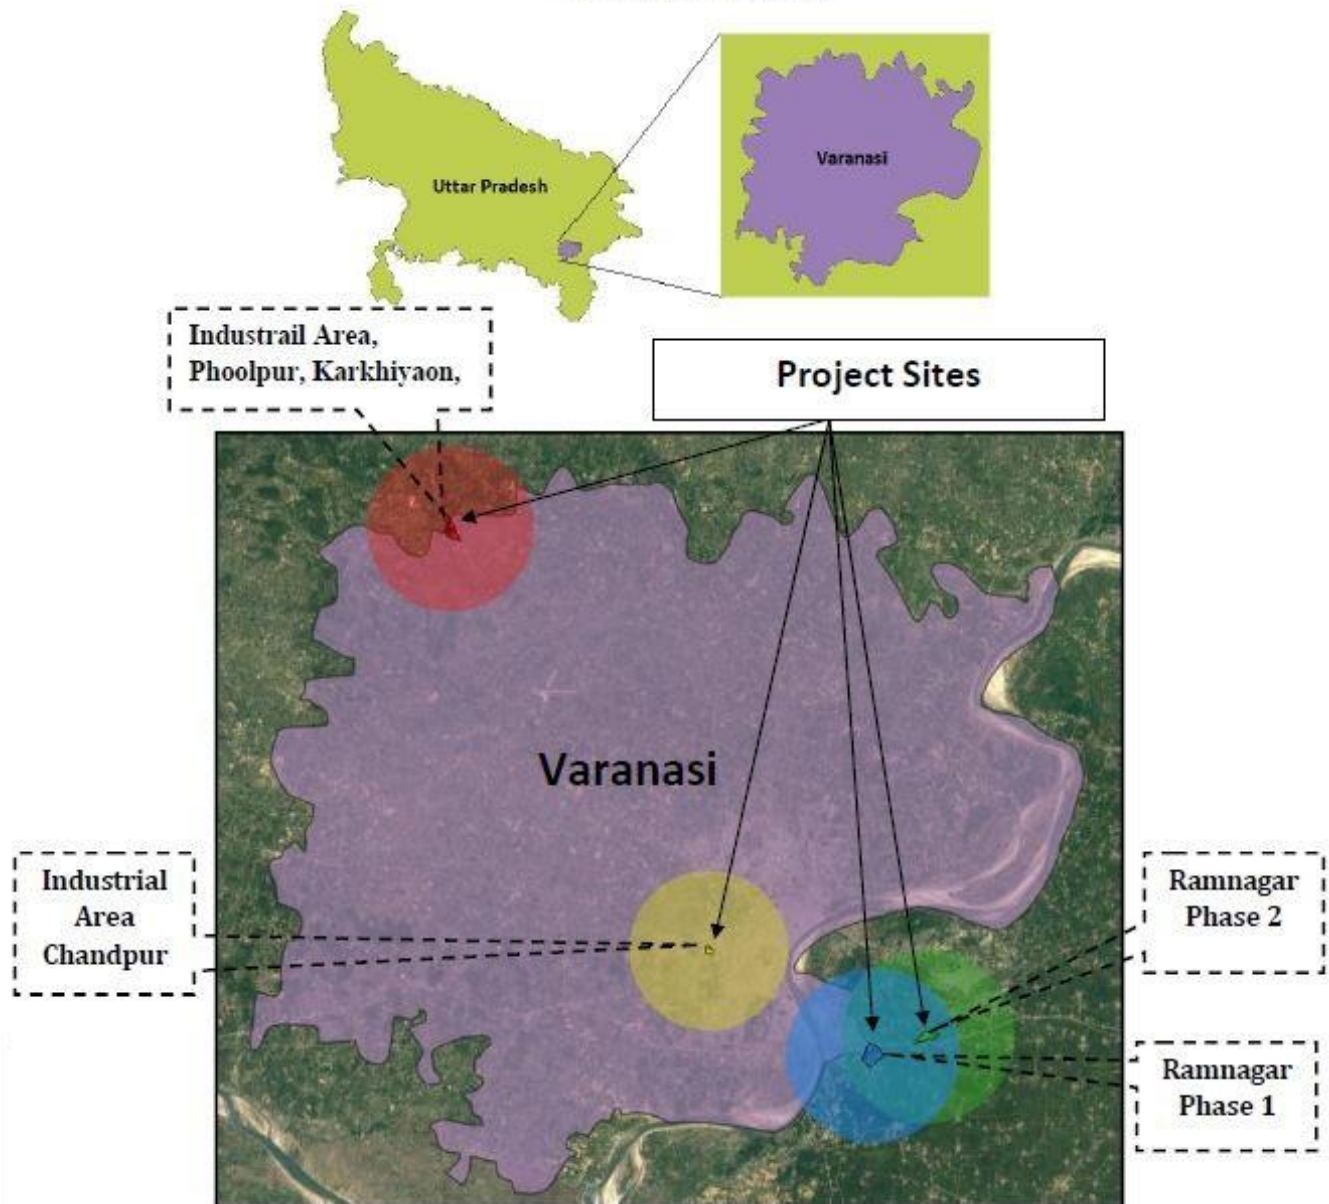 Uttar Pradesh
Varanasi
Industrail Area,
Phoolpur, Karkhiyaon,
Project Sites
Varanasi
Industrial
Area
Chandpur
Ramnagar
Phase 2
Ramnagar
Phase 1